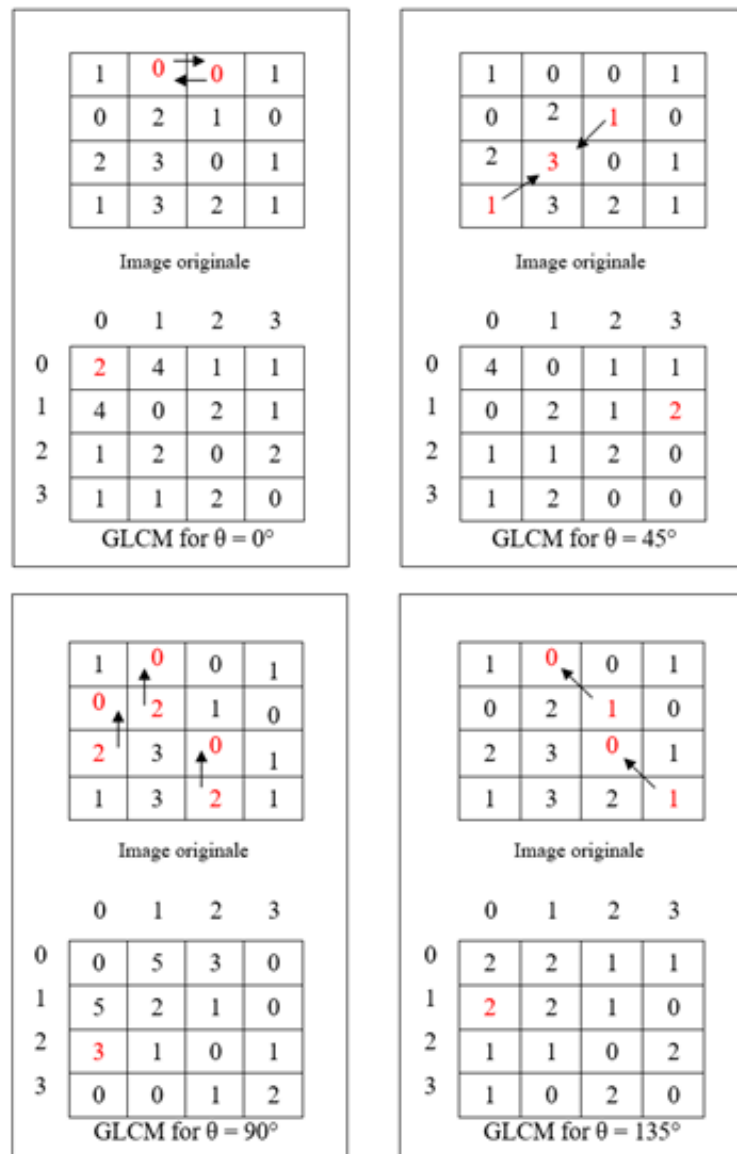 1 0 0 1
0 2 1 0
2 3 0 1
1 3 2 1
Image originale
0 1 2 3
0 2 4 1 1
1 4 0 2 1
2 1 2 0 2
3 1 1 2 0
GLCM for θ = 0°
1 0 0 1
0 2 1 0
2 3 0 1
1 3 2 1
Image originale
0 1 2 3
0 4 0 1 1
1 0 2 1 2
2 1 1 2 0
3 1 2 0 0
GLCM for θ = 45°
1 0 0 1
0 2 1 0
2 3 0 1
1 3 2 1
Image originale
0 1 2 3
0 0 5 3 0
1 5 2 1 0
2 3 1 0 1
3 0 0 1 2
GLCM for θ = 90°
1 0 0 1
0 2 1 0
2 3 0 1
1 3 2 1
Image originale
0 1 2 3
0 2 2 1 1
1 2 2 1 0
2 1 1 0 2
3 1 0 2 0
GLCM for θ = 135°